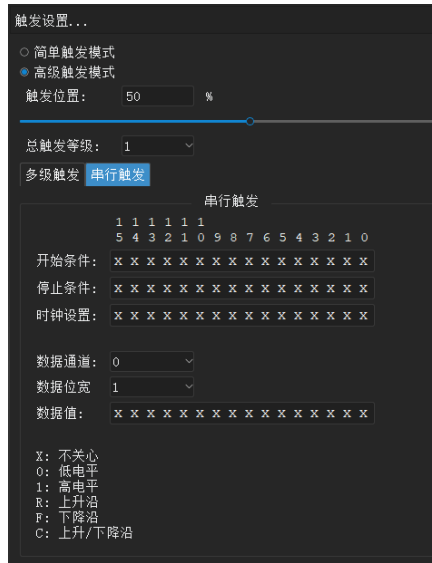 触发设置...
简单触发模式
高级触发模式
触发位置: 50 %
总触发等级: 1
多级触发 串行触发
串行触发
1 1 1 1 1 1
5 4 3 2 1 0 9 8 7 6 5 4 3 2 1 0
开始条件: X X X X X X X X X X X X X X X X
停止条件: X X X X X X X X X X X X X X X X
时钟设置: X X X X X X X X X X X X X X X X
数据通道: 0
数据位宽 1
数据值: X X X X X X X X X X X X X X X X
X: 不关心
0: 低电平
1: 高电平
R: 上升沿
F: 下降沿
C: 上升/下降沿